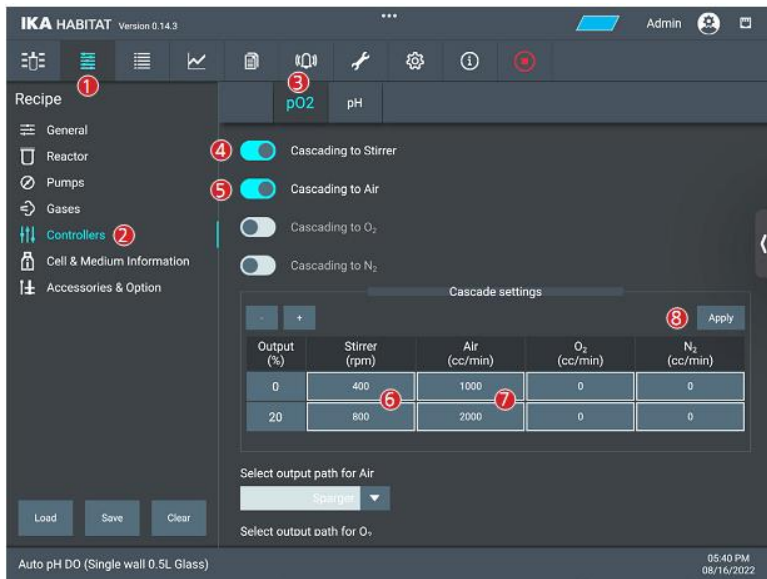 IKA HABITAT Version 0.14.3
Admin
1
3
Recipe
pO2 pH
General
Reactor
Pumps
Gases
Controllers 2
Cell & Medium Information
Accessories & Option
4 Cascading to Stirrer
5 Cascading to Air
Cascading to O₂
Cascading to N₂
Cascade settings
- + 8 Apply
Output (%) Stirrer (rpm) Air (cc/min) O₂ (cc/min) N₂ (cc/min)
0 400 1000 0 0
6 7
20 800 2000 0 0
Select output path for Air
Sparger
Select output path for O₂
Load Save Clear
Auto pH DO (Single wall 0.5L Glass)
05:40 PM
08/16/2022